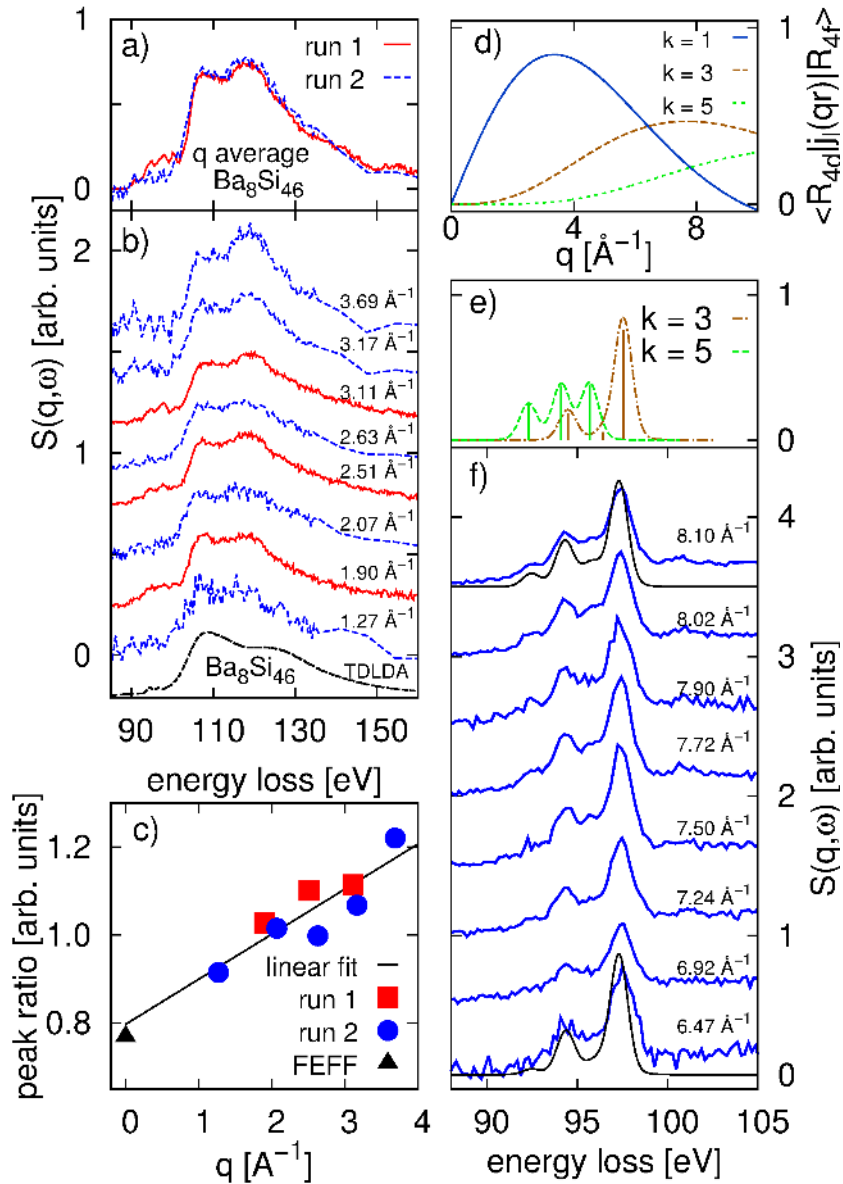 a)
run 1
run 2
q average
Ba₈Si₄₆
1
0
b)
3.69 Å⁻¹
3.17 Å⁻¹
3.11 Å⁻¹
2.63 Å⁻¹
2.51 Å⁻¹
2.07 Å⁻¹
1.90 Å⁻¹
1.27 Å⁻¹
Ba₈Si₄₆
TDLDA
2
1
0
S(q,ω) [arb. units]
90 110 130 150
energy loss [eV]
c)
1.2
1.0
0.8
peak ratio [arb. units]
linear fit
run 1
run 2
FEFF
0 1 2 3 4
q [A⁻¹]
d)
k = 1
k = 3
k = 5
1
0
<R₄d|jₗ(qr)|R₄f>
0 4 8
q [Å⁻¹]
e)
k = 3
k = 5
1
0
f)
8.10 Å⁻¹
8.02 Å⁻¹
7.90 Å⁻¹
7.72 Å⁻¹
7.50 Å⁻¹
7.24 Å⁻¹
6.92 Å⁻¹
6.47 Å⁻¹
4
3
2
1
0
S(q,ω) [arb. units]
90 95 100 105
energy loss [eV]